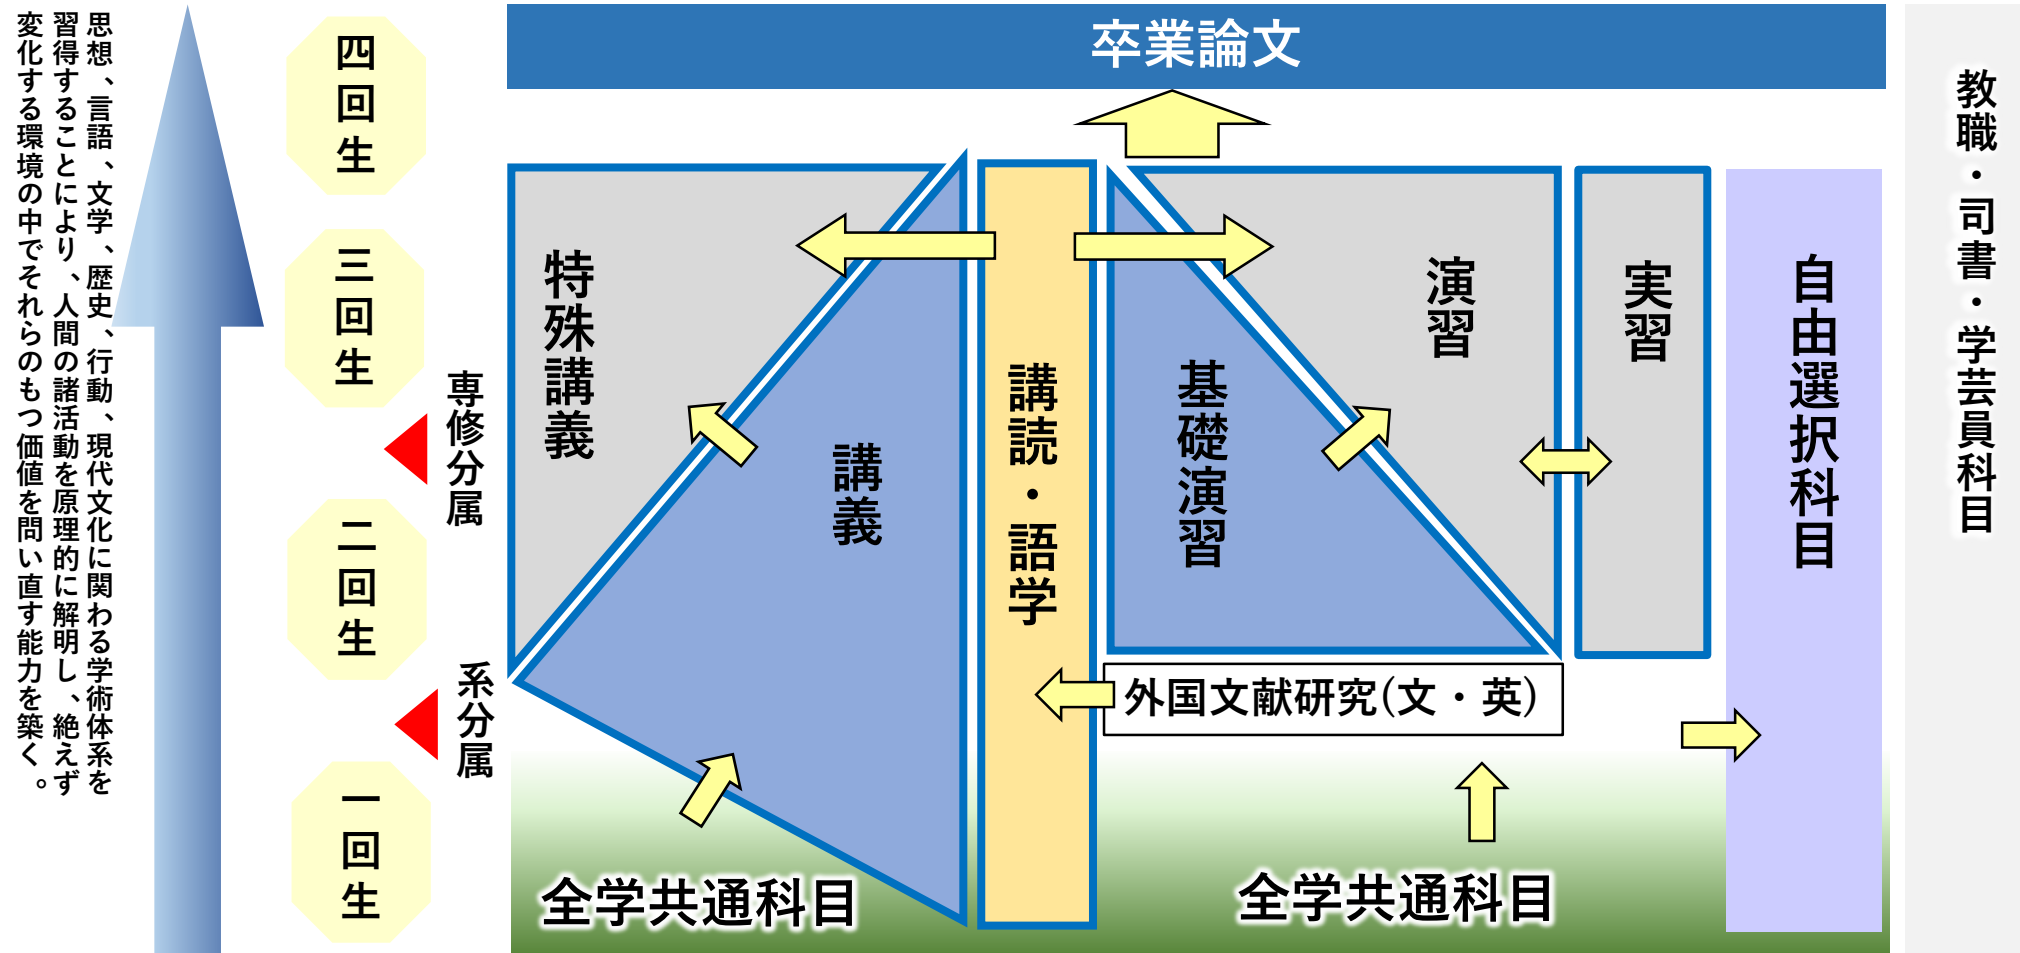 思想、言語、文学、歴史、行動、現代文化に関わる学術体系を
習得することにより、人間の諸活動を原理的に解明し、絶えず
変化する環境の中でそれらのもつ価値を問い直す能力を築く。
四回生
三回生
専修分属
二回生
系分属
一回生
卒業論文
特殊講義
講義
講読・語学
基礎演習
演習
実習
自由選択科目
外国文献研究(文・英)
全学共通科目
全学共通科目
教職・司書・学芸員科目